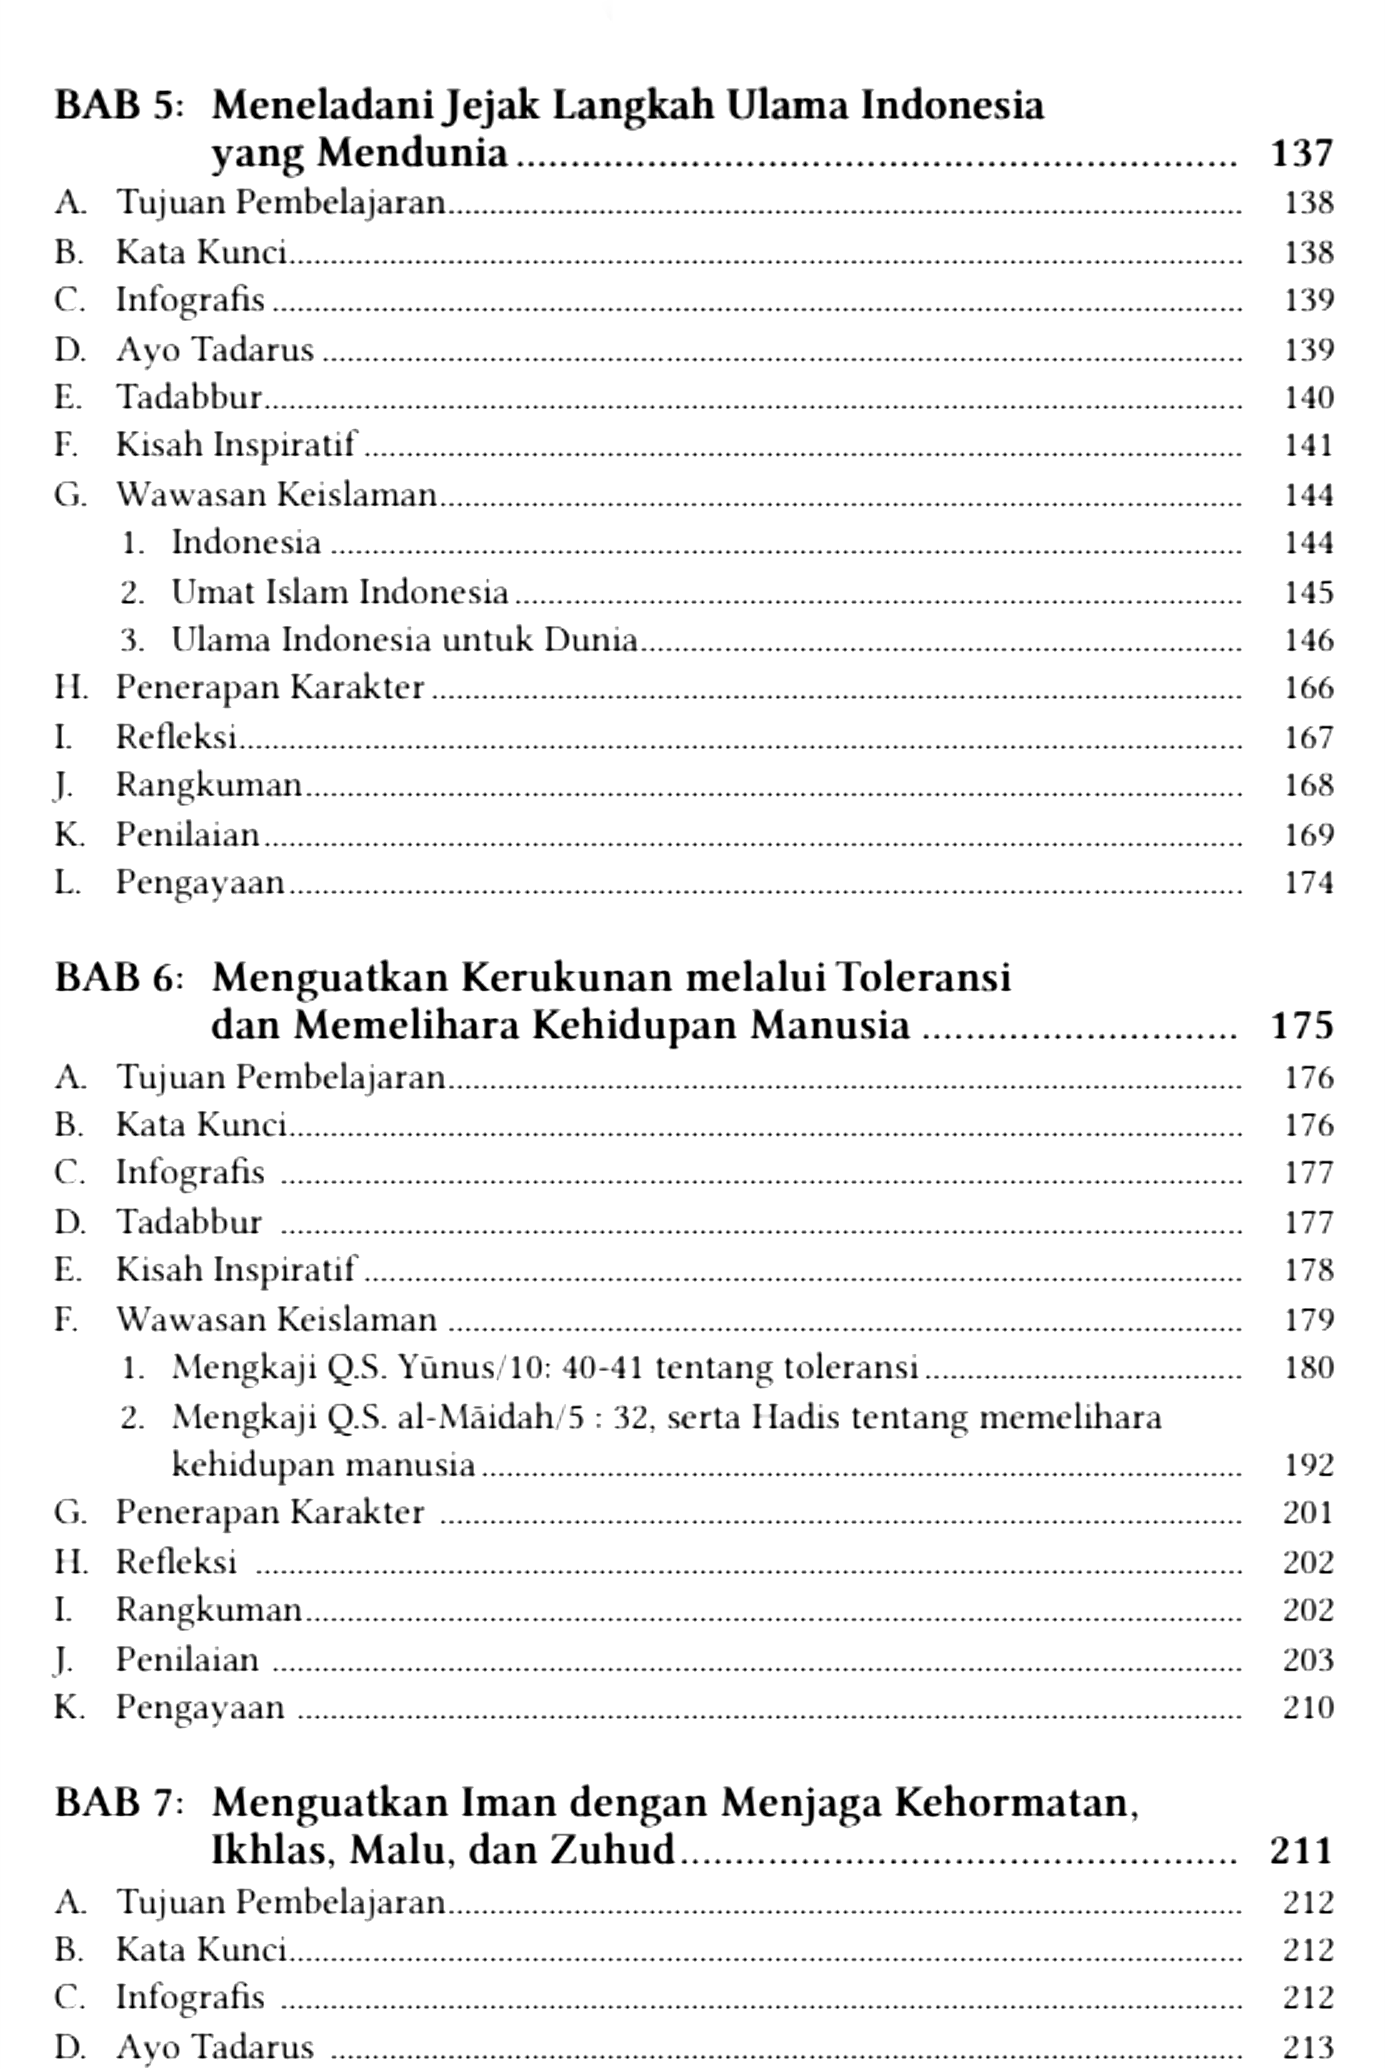 BAB 5: Meneladani Jejak Langkah Ulama Indonesia
yang Mendunia ........ 137
A. Tujuan Pembelajaran ........ 138
B. Kata Kunci ........ 138
C. Infografis ........ 139
D. Ayo Tadarus ........ 139
E. Tadabbur ........ 140
F. Kisah Inspiratif ........ 141
G. Wawasan Keislaman ........ 144
1. Indonesia ........ 144
2. Umat Islam Indonesia ........ 145
3. Ulama Indonesia untuk Dunia ........ 146
H. Penerapan Karakter ........ 166
I. Refleksi ........ 167
J. Rangkuman ........ 168
K. Penilaian ........ 169
L. Pengayaan ........ 174
BAB 6: Menguatkan Kerukunan melalui Toleransi
dan Memelihara Kehidupan Manusia ........ 175
A. Tujuan Pembelajaran ........ 176
B. Kata Kunci ........ 176
C. Infografis ........ 177
D. Tadabbur ........ 177
E. Kisah Inspiratif ........ 178
F. Wawasan Keislaman ........ 179
1. Mengkaji Q.S. Yūnus/10: 40-41 tentang toleransi ........ 180
2. Mengkaji Q.S. al-Māidah/5 : 32, serta Hadis tentang memelihara
kehidupan manusia ........ 192
G. Penerapan Karakter ........ 201
H. Refleksi ........ 202
I. Rangkuman ........ 202
J. Penilaian ........ 203
K. Pengayaan ........ 210
BAB 7: Menguatkan Iman dengan Menjaga Kehormatan,
Ikhlas, Malu, dan Zuhud ........ 211
A. Tujuan Pembelajaran ........ 212
B. Kata Kunci ........ 212
C. Infografis ........ 212
D. Ayo Tadarus ........ 213